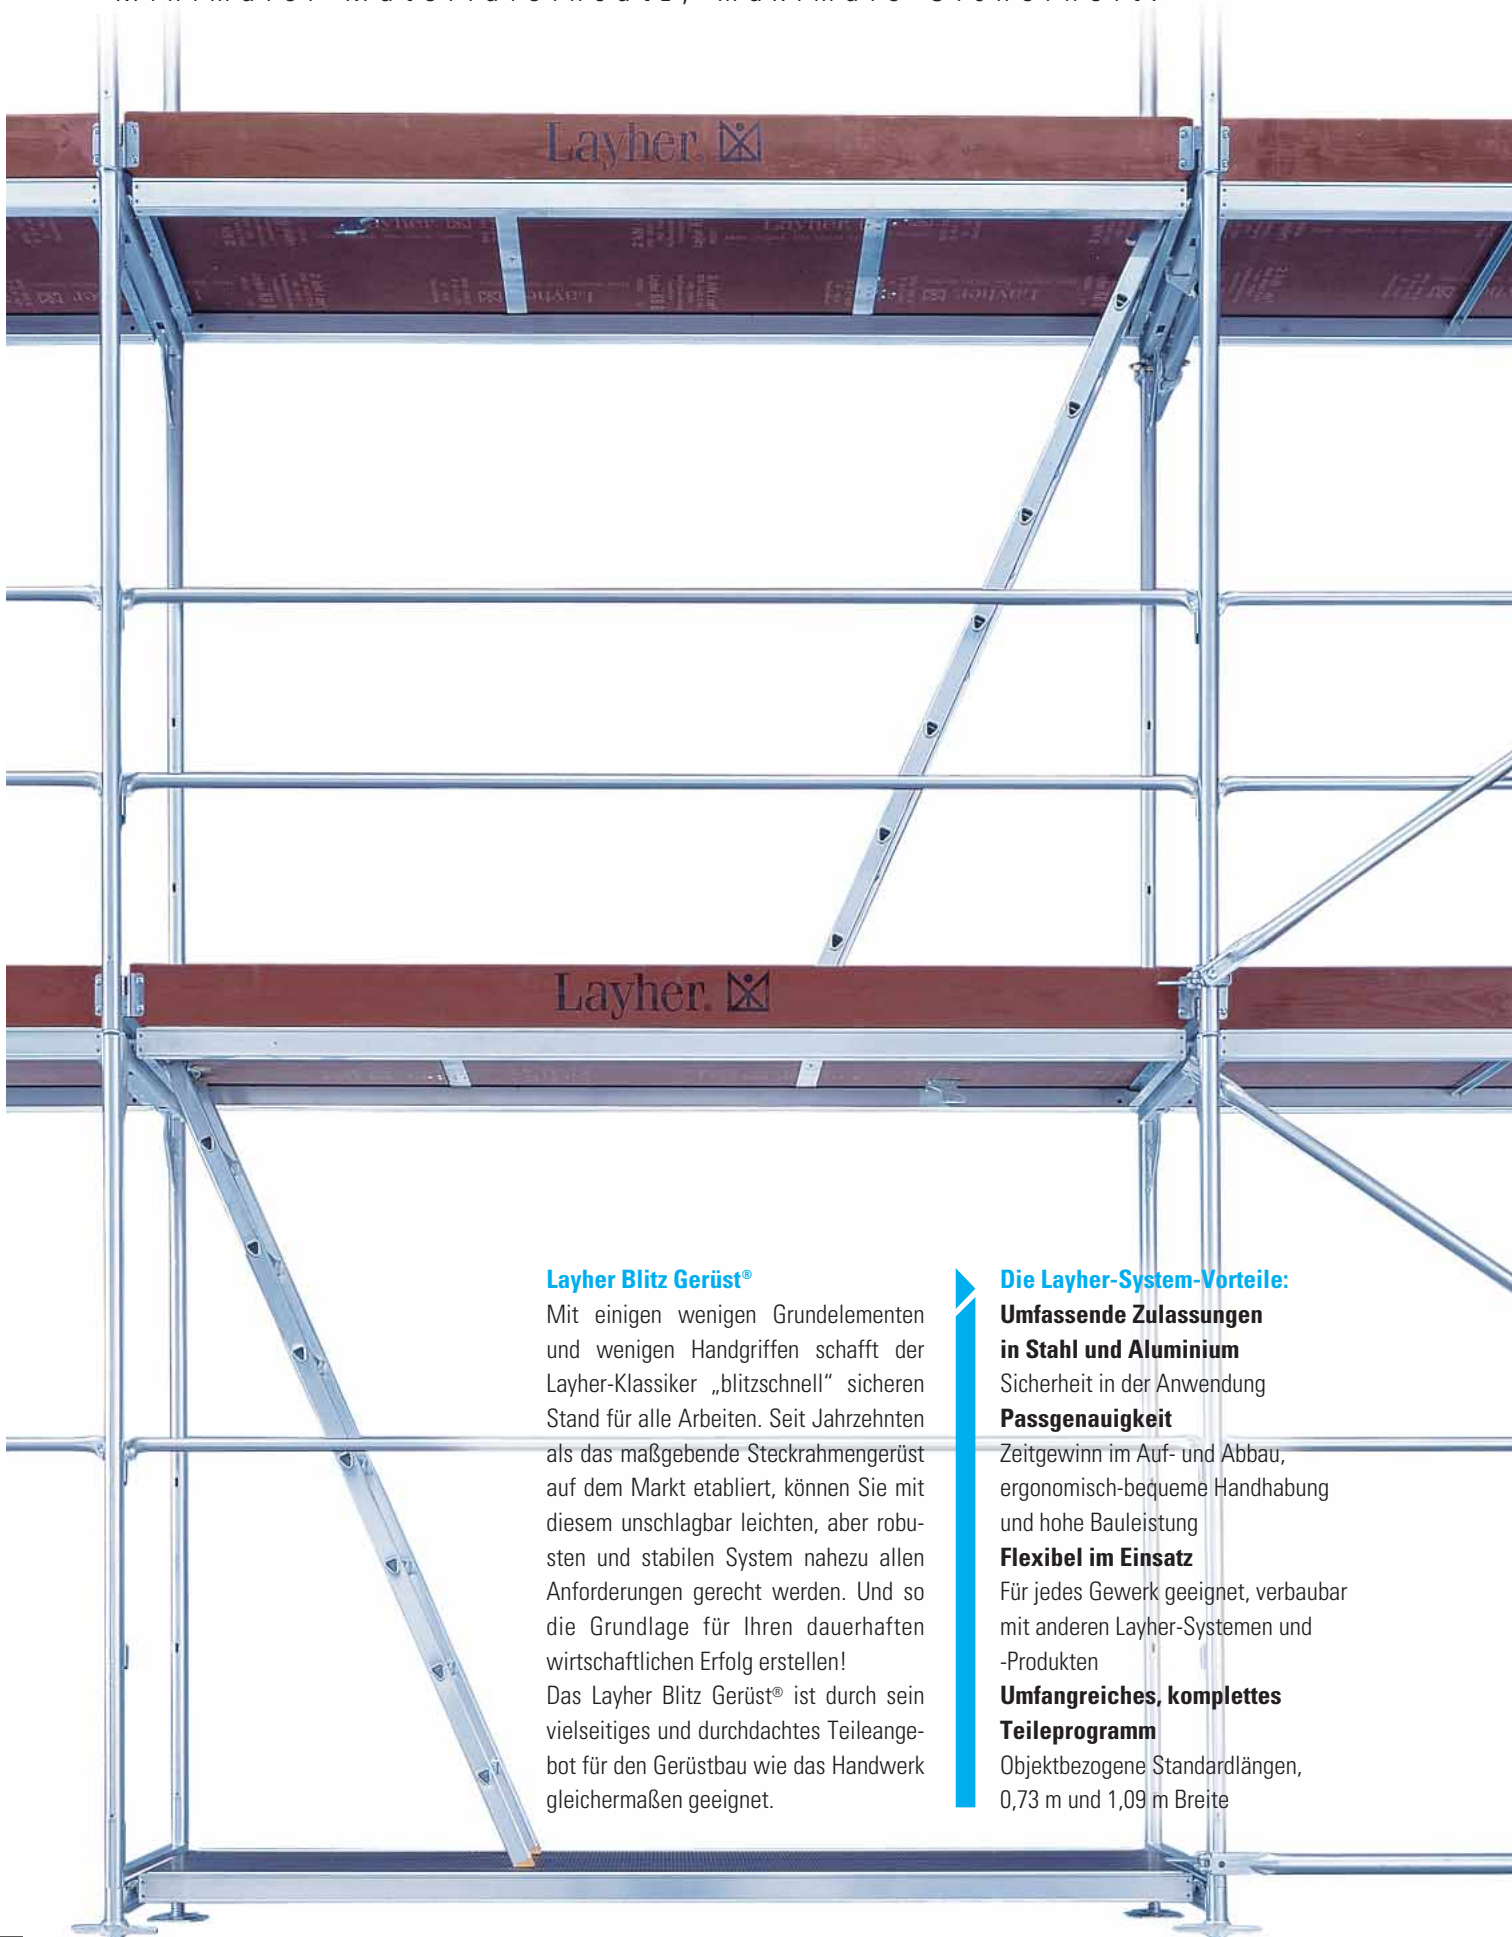 Minimaler Materialeinsatz, maximale Sicherheit.
Layher.
Layher.
Layher Blitz Gerüst®
Mit einigen wenigen Grundelementen
und wenigen Handgriffen schafft der
Layher-Klassiker „blitzschnell“ sicheren
Stand für alle Arbeiten. Seit Jahrzehnten
als das maßgebende Steckrahmengerüst
auf dem Markt etabliert, können Sie mit
diesem unschlagbar leichten, aber robu-
sten und stabilen System nahezu allen
Anforderungen gerecht werden. Und so
die Grundlage für Ihren dauerhaften
wirtschaftlichen Erfolg erstellen!
Das Layher Blitz Gerüst® ist durch sein
vielseitiges und durchdachtes Teileange-
bot für den Gerüstbau wie das Handwerk
gleichermaßen geeignet.
Die Layher-System-Vorteile:
Umfassende Zulassungen
in Stahl und Aluminium
Sicherheit in der Anwendung
Passgenauigkeit
Zeitgewinn im Auf- und Abbau,
ergonomisch-bequeme Handhabung
und hohe Bauleistung
Flexibel im Einsatz
Für jedes Gewerk geeignet, verbaubar
mit anderen Layher-Systemen und
-Produkten
Umfangreiches, komplettes
Teileprogramm
Objektbezogene Standardlängen,
0,73 m und 1,09 m Breite